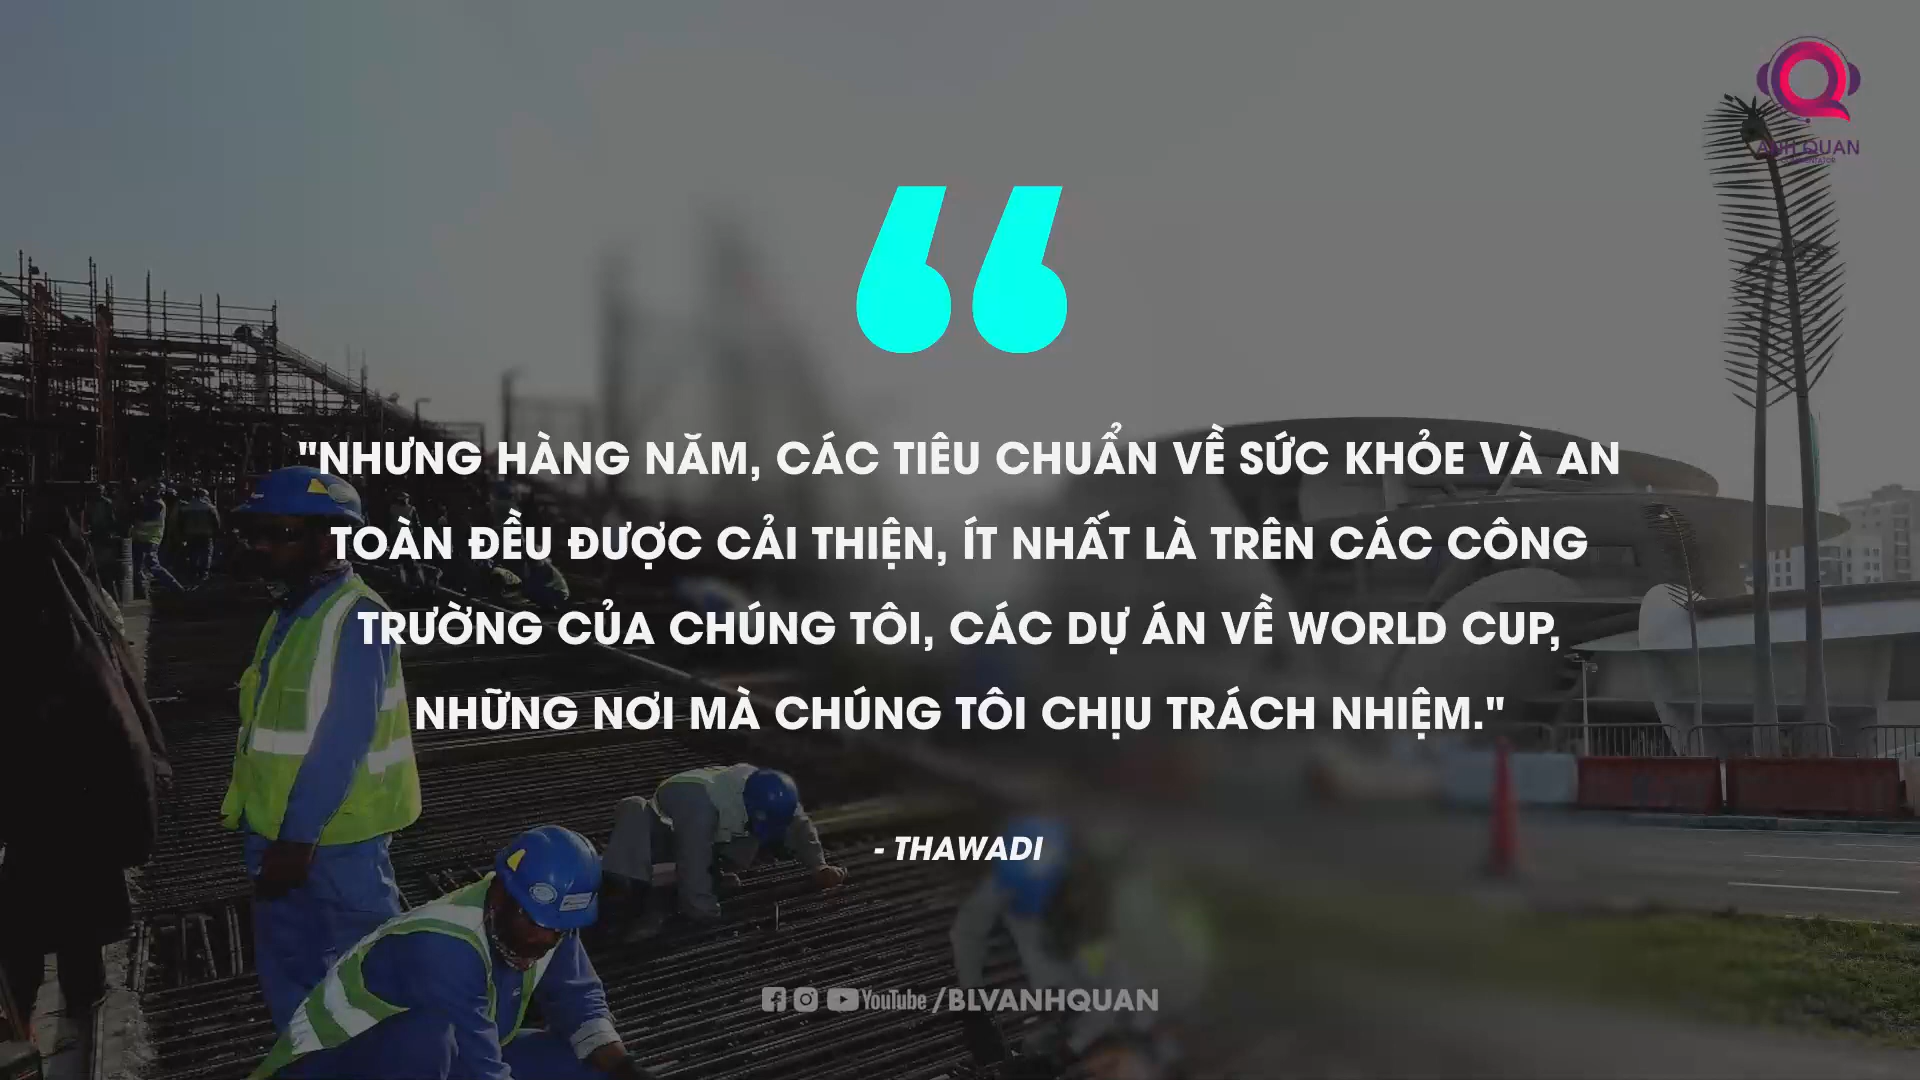 ANH QUAN
"NHƯNG HÀNG NĂM, CÁC TIÊU CHUẨN VỀ SỨC KHỎE VÀ AN
TOÀN ĐỀU ĐƯỢC CẢI THIỆN, ÍT NHẤT LÀ TRÊN CÁC CÔNG
TRƯỜNG CỦA CHÚNG TÔI, CÁC DỰ ÁN VỀ WORLD CUP,
NHỮNG NƠI MÀ CHÚNG TÔI CHỊU TRÁCH NHIỆM."
- THAWADI
YouTube /BLVANHQUAN